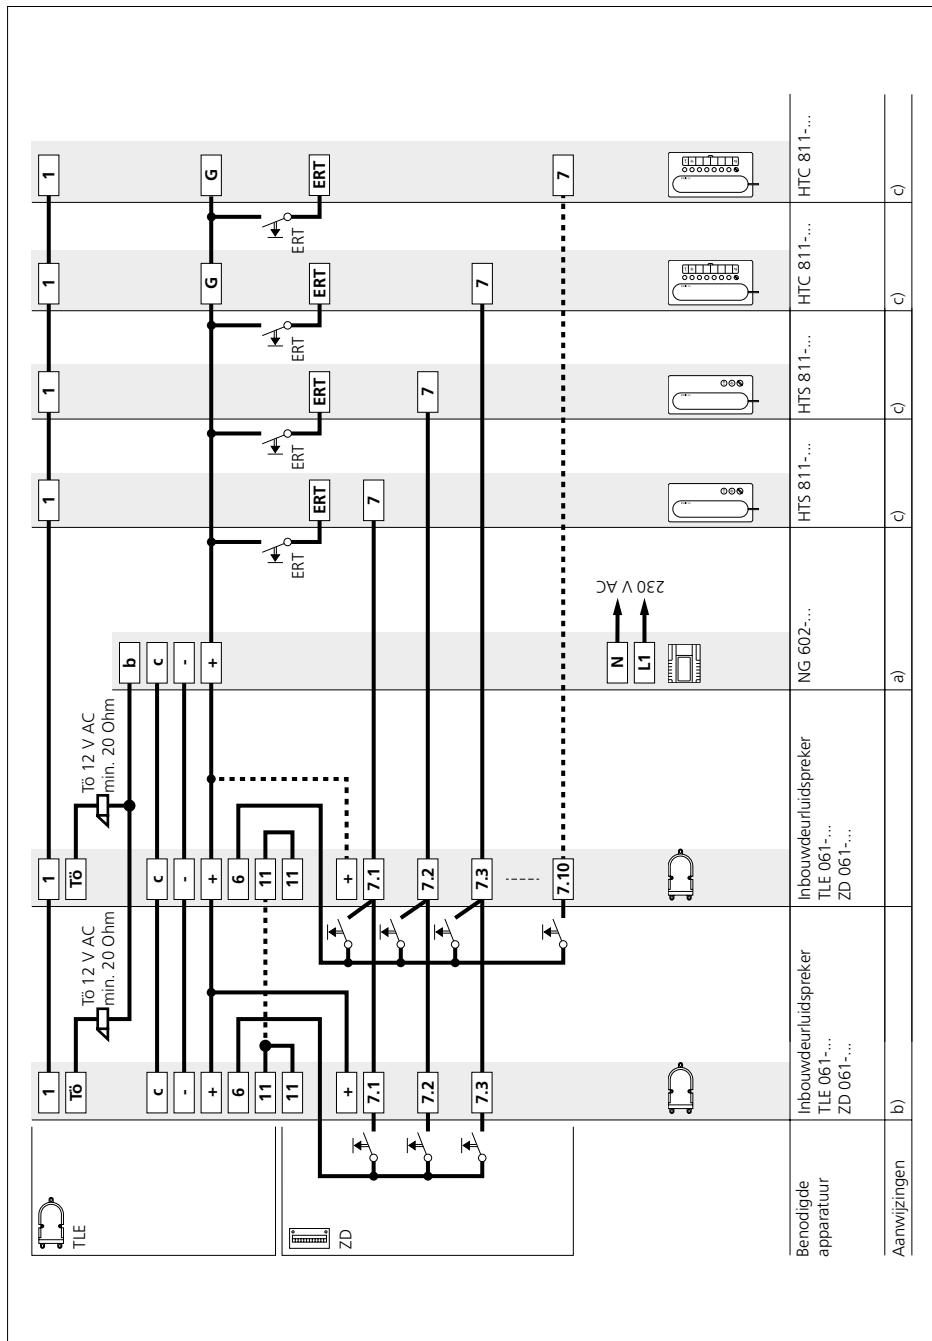 1 1 1 1 1 1
Tö Tö
TLE
Tö 12 V AC
min. 20 Ohm
Tö 12 V AC
min. 20 Ohm
b
c c c
- - -
+ + + G G
6 6
11 11
11 11
ERT ERT ERT ERT
ERT ERT ERT ERT
ZD
+ +
7.1 7.1 7
7.2 7.2 7
7.3 7.3 7
7.10 7
N
L1
230 V AC
Benodigde
apparatuur
Inbouwdeurluidspreker
TLE 061-...
ZD 061-...
Inbouwdeurluidspreker
TLE 061-...
ZD 061-...
NG 602-...
HTS 811-...
HTS 811-...
HTC 811-...
HTC 811-...
Aanwijzingen
b)
a)
c)
c)
c)
c)